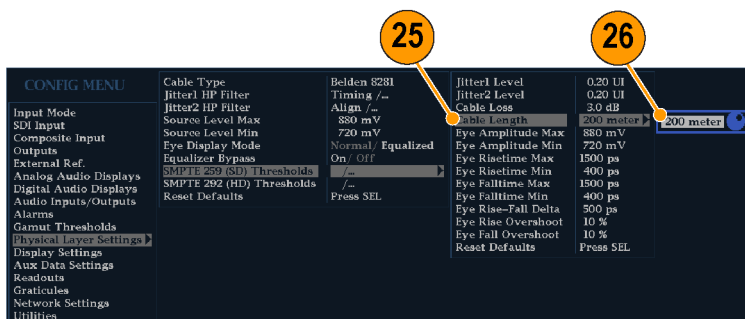 25
26
CONFIG MENU
Input Mode
SDI Input
Composite Input
Outputs
External Ref.
Analog Audio Displays
Digital Audio Displays
Audio Inputs/Outputs
Alarms
Gamut Thresholds
Physical Layer Settings
Display Settings
Aux Data Settings
Readouts
Graticules
Network Settings
Utilities
Cable Type Belden 8281
Jitter1 HP Filter Timing /...
Jitter2 HP Filter Align /...
Source Level Max 880 mV
Source Level Min 720 mV
Eye Display Mode Normal/ Equalized
Equalizer Bypass On/ Off
SMPTE 259 (SD) Thresholds /...
SMPTE 292 (HD) Thresholds /...
Reset Defaults Press SEL
Jitter1 Level 0.20 UI
Jitter2 Level 0.20 UI
Cable Loss 3.0 dB
Cable Length 200 meter
Eye Amplitude Max 880 mV
Eye Amplitude Min 720 mV
Eye Risetime Max 1500 ps
Eye Risetime Min 400 ps
Eye Falltime Max 1500 ps
Eye Falltime Min 400 ps
Eye Rise-Fall Delta 500 ps
Eye Rise Overshoot 10 %
Eye Fall Overshoot 10 %
Reset Defaults Press SEL
200 meter